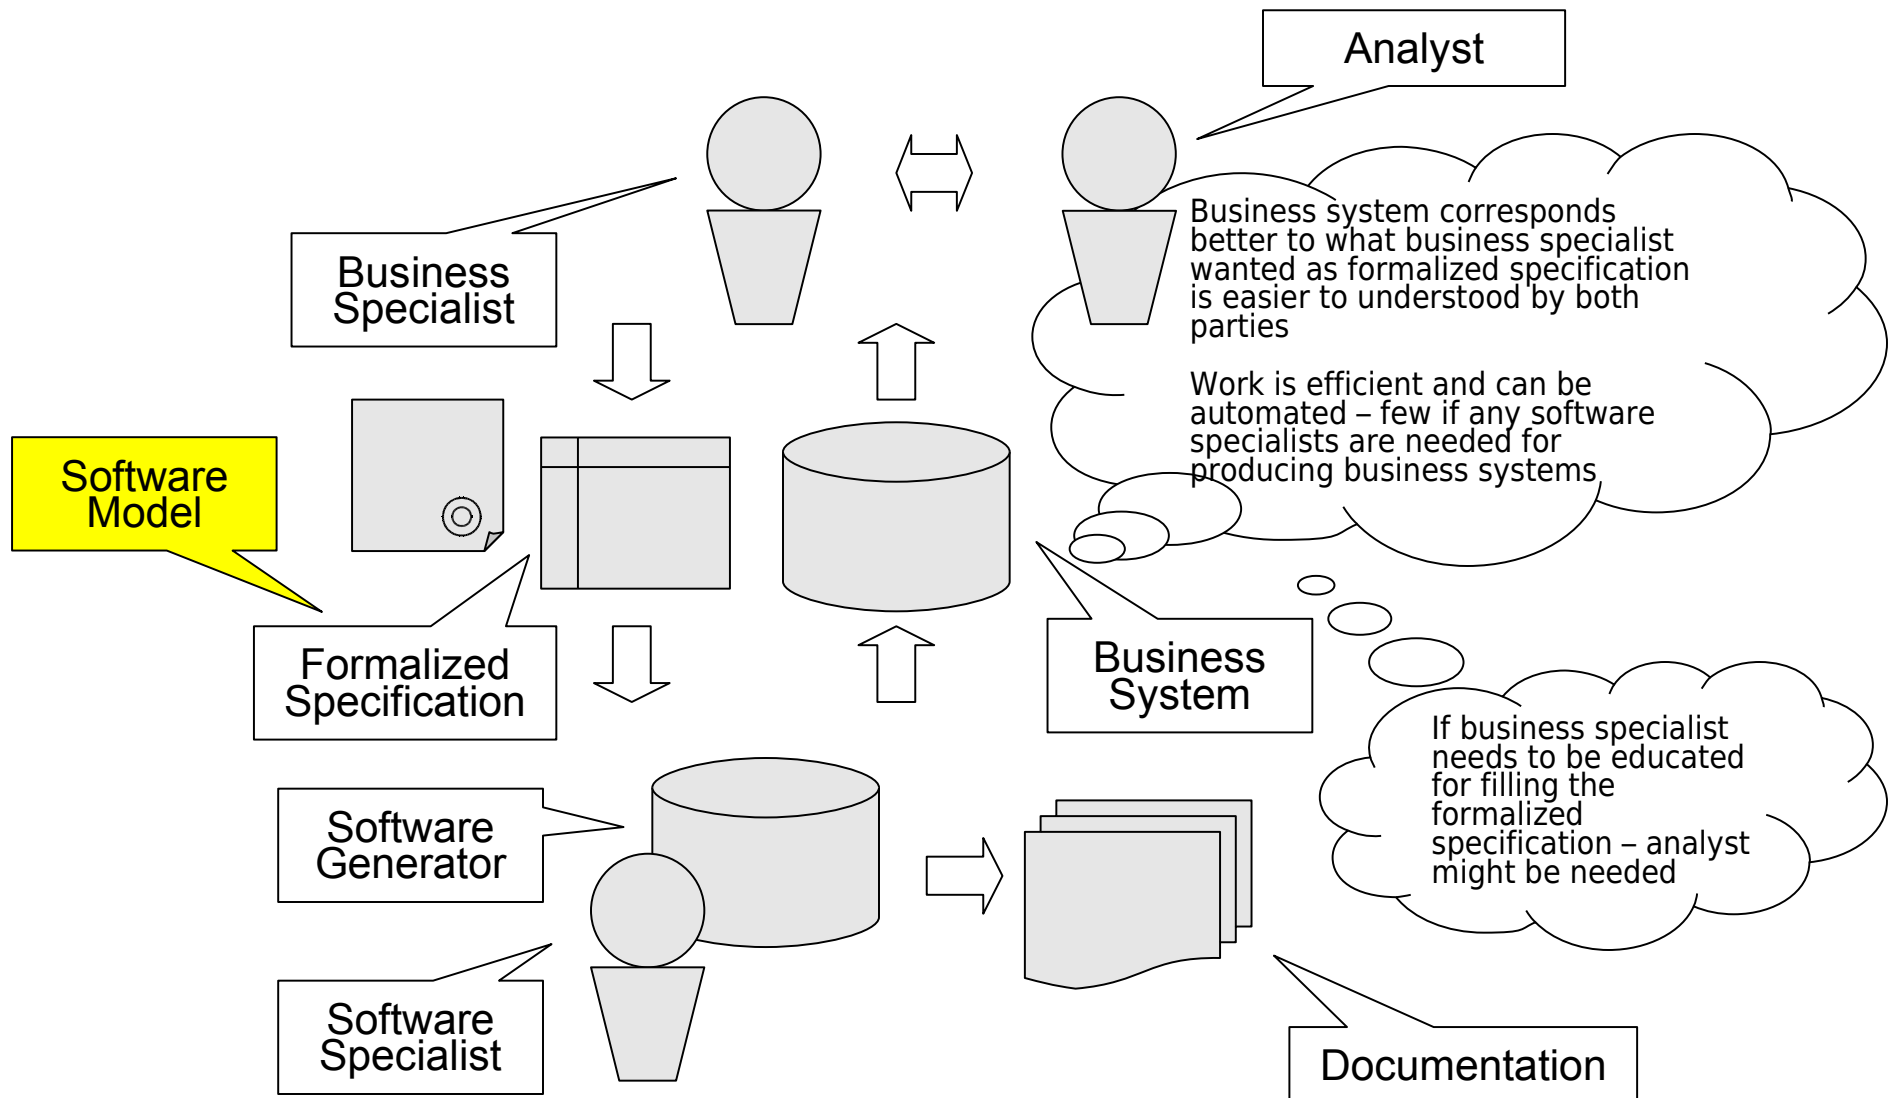 Analyst
Business system corresponds
better to what business specialist
wanted as formalized specification
is easier to understood by both
parties
Work is efficient and can be
automated – few if any software
specialists are needed for
producing business systems
Business
Specialist
Software
Model
Formalized
Specification
Business
System
If business specialist
needs to be educated
for filling the
formalized
specification – analyst
might be needed
Software
Generator
Software
Specialist
Documentation